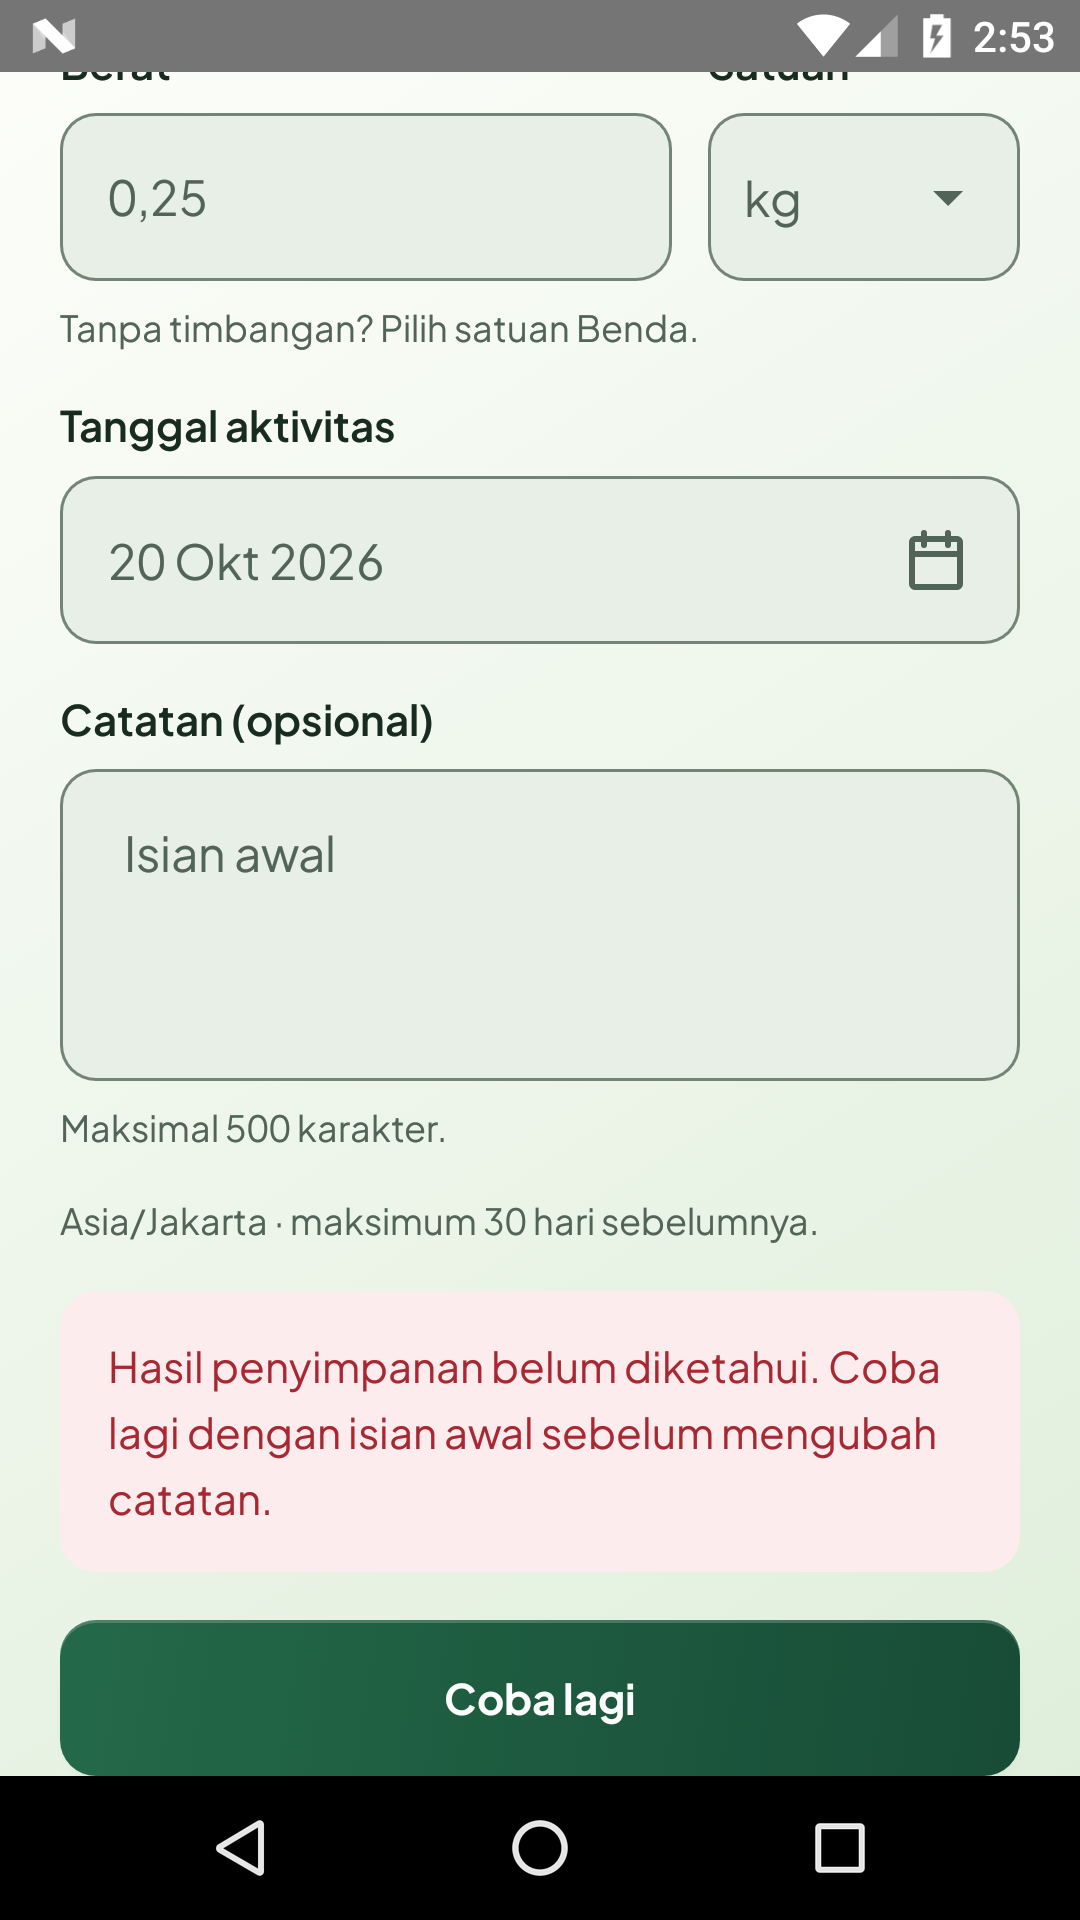 2:53
Berat Satuan
0,25 kg
Tanpa timbangan? Pilih satuan Benda.
Tanggal aktivitas
20 Okt 2026
Catatan (opsional)
Isian awal
Maksimal 500 karakter.
Asia/Jakarta · maksimum 30 hari sebelumnya.
Hasil penyimpanan belum diketahui. Coba
lagi dengan isian awal sebelum mengubah
catatan.
Coba lagi